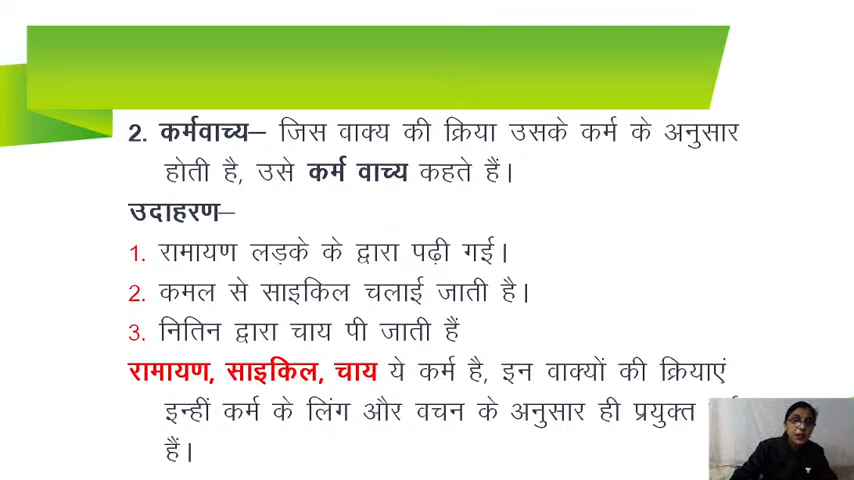 2. कर्मवाच्य– जिस वाक्य की क्रिया उसके कर्म के अनुसार
होती है, उसे कर्म वाच्य कहते हैं।
उदाहरण–
1. रामायण लड़के के द्वारा पढ़ी गई।
2. कमल से साइकिल चलाई जाती है।
3. नितिन द्वारा चाय पी जाती हैं
रामायण, साइकिल, चाय ये कर्म है, इन वाक्यों की क्रियाएं
इन्हीं कर्म के लिंग और वचन के अनुसार ही प्रयुक्त
हैं।